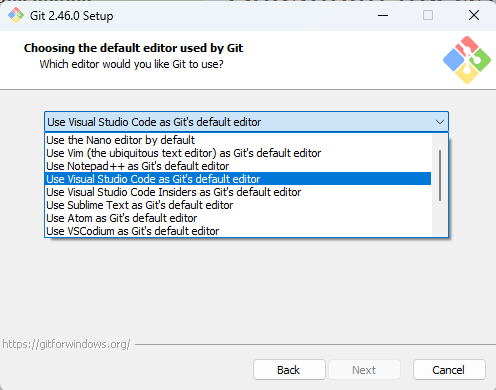 Git 2.46.0 Setup
Choosing the default editor used by Git
Which editor would you like Git to use?
Use Visual Studio Code as Git's default editor
Use the Nano editor by default
Use Vim (the ubiquitous text editor) as Git's default editor
Use Notepad++ as Git's default editor
Use Visual Studio Code as Git's default editor
Use Visual Studio Code Insiders as Git's default editor
Use Sublime Text as Git's default editor
Use Atom as Git's default editor
Use VSCodium as Git's default editor
https://gitforwindows.org/
Back Next Cancel